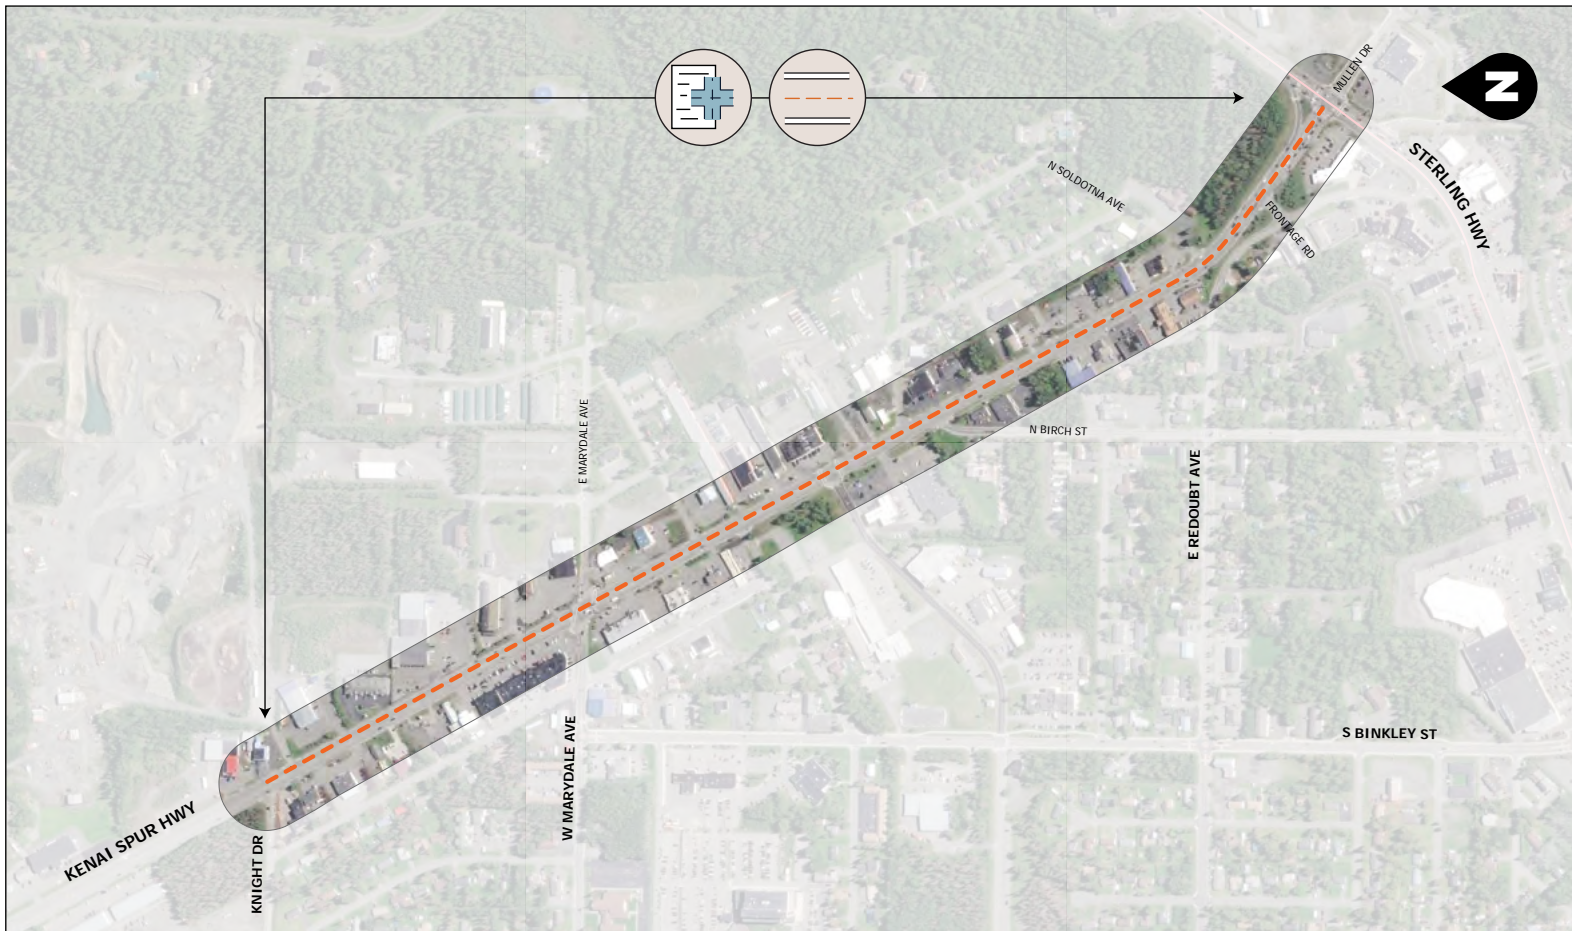 MULLEN DR
N
STERLING HWY
N SOLDOTNA AVE
FRONTAGE RD
E MARYDALE AVE
N BIRCH ST
E REDOUBT AVE
W MARYDALE AVE
S BINKLEY ST
KENAI SPUR HWY
KNIGHT DR